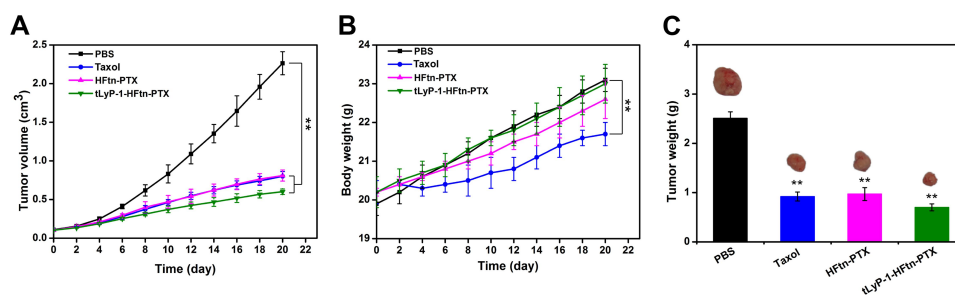 A
B
C
Tumor volume (cm3)
2.5
2.0
1.5
1.0
0.5
0.0
PBS
Taxol
HFtn-PTX
tLyP-1-HFtn-PTX
**
**
0 2 4 6 8 10 12 14 16 18 20 22
Time (day)
Body weight (g)
24
23
22
21
20
19
PBS
Taxol
HFtn-PTX
tLyP-1-HFtn-PTX
**
0 2 4 6 8 10 12 14 16 18 20 22
Time (day)
Tumor weight (g)
4
3
2
1
0
** ** **
PBS Taxol HFtn-PTX tLyP-1-HFtn-PTX